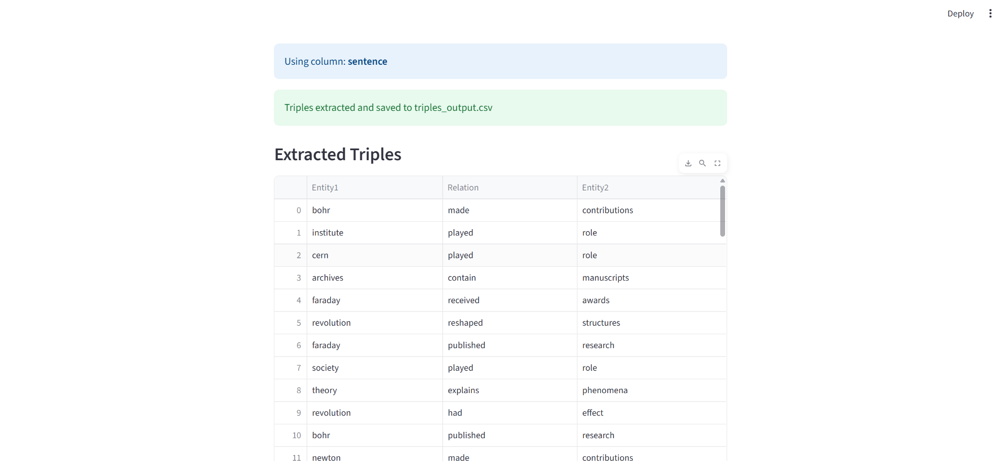 Deploy
Using column: sentence
Triples extracted and saved to triples_output.csv
Extracted Triples
Entity1 Relation Entity2
0 bohr made contributions
1 institute played role
2 cern played role
3 archives contain manuscripts
4 faraday received awards
5 revolution reshaped structures
6 faraday published research
7 society played role
8 theory explains phenomena
9 revolution had effect
10 bohr published research
11 newton made contributions